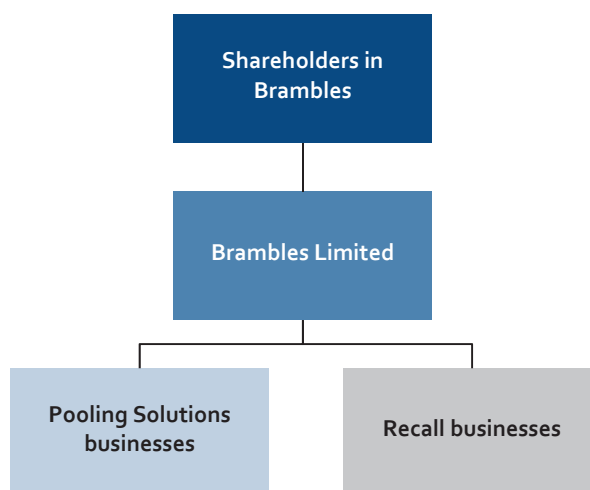 Shareholders in
Brambles
Brambles Limited
Pooling Solutions
businesses
Recall businesses